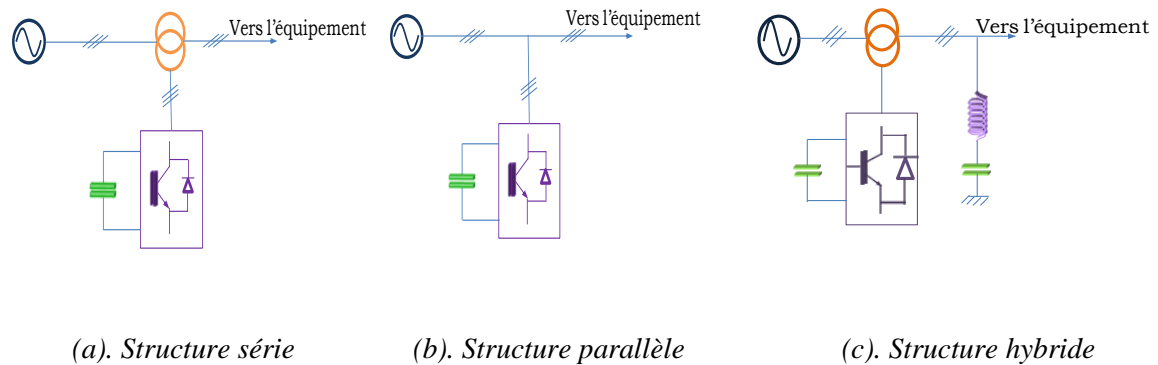 Vers l'équipement
Vers l'équipement
Vers l'équipement
(a). Structure série
(b). Structure parallèle
(c). Structure hybride